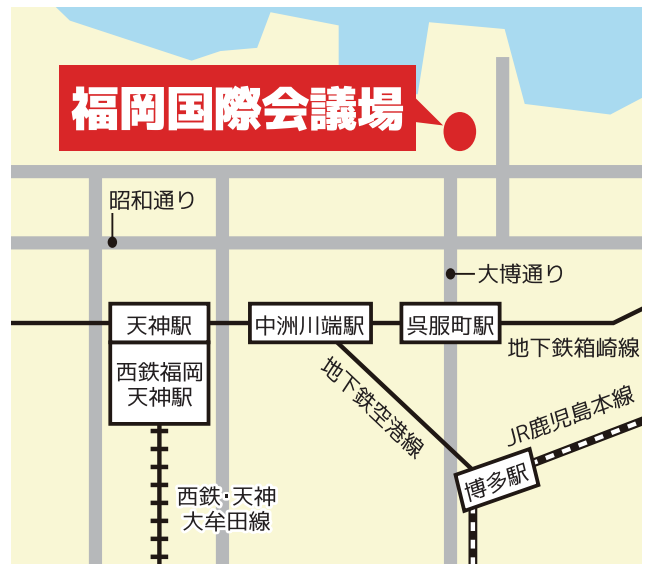 福岡国際会議場
昭和通り
大博通り
天神駅
中洲川端駅
呉服町駅
地下鉄箱崎線
西鉄福岡
天神駅
地下鉄空港線
JR鹿児島本線
博多駅
西鉄・天神
大牟田線